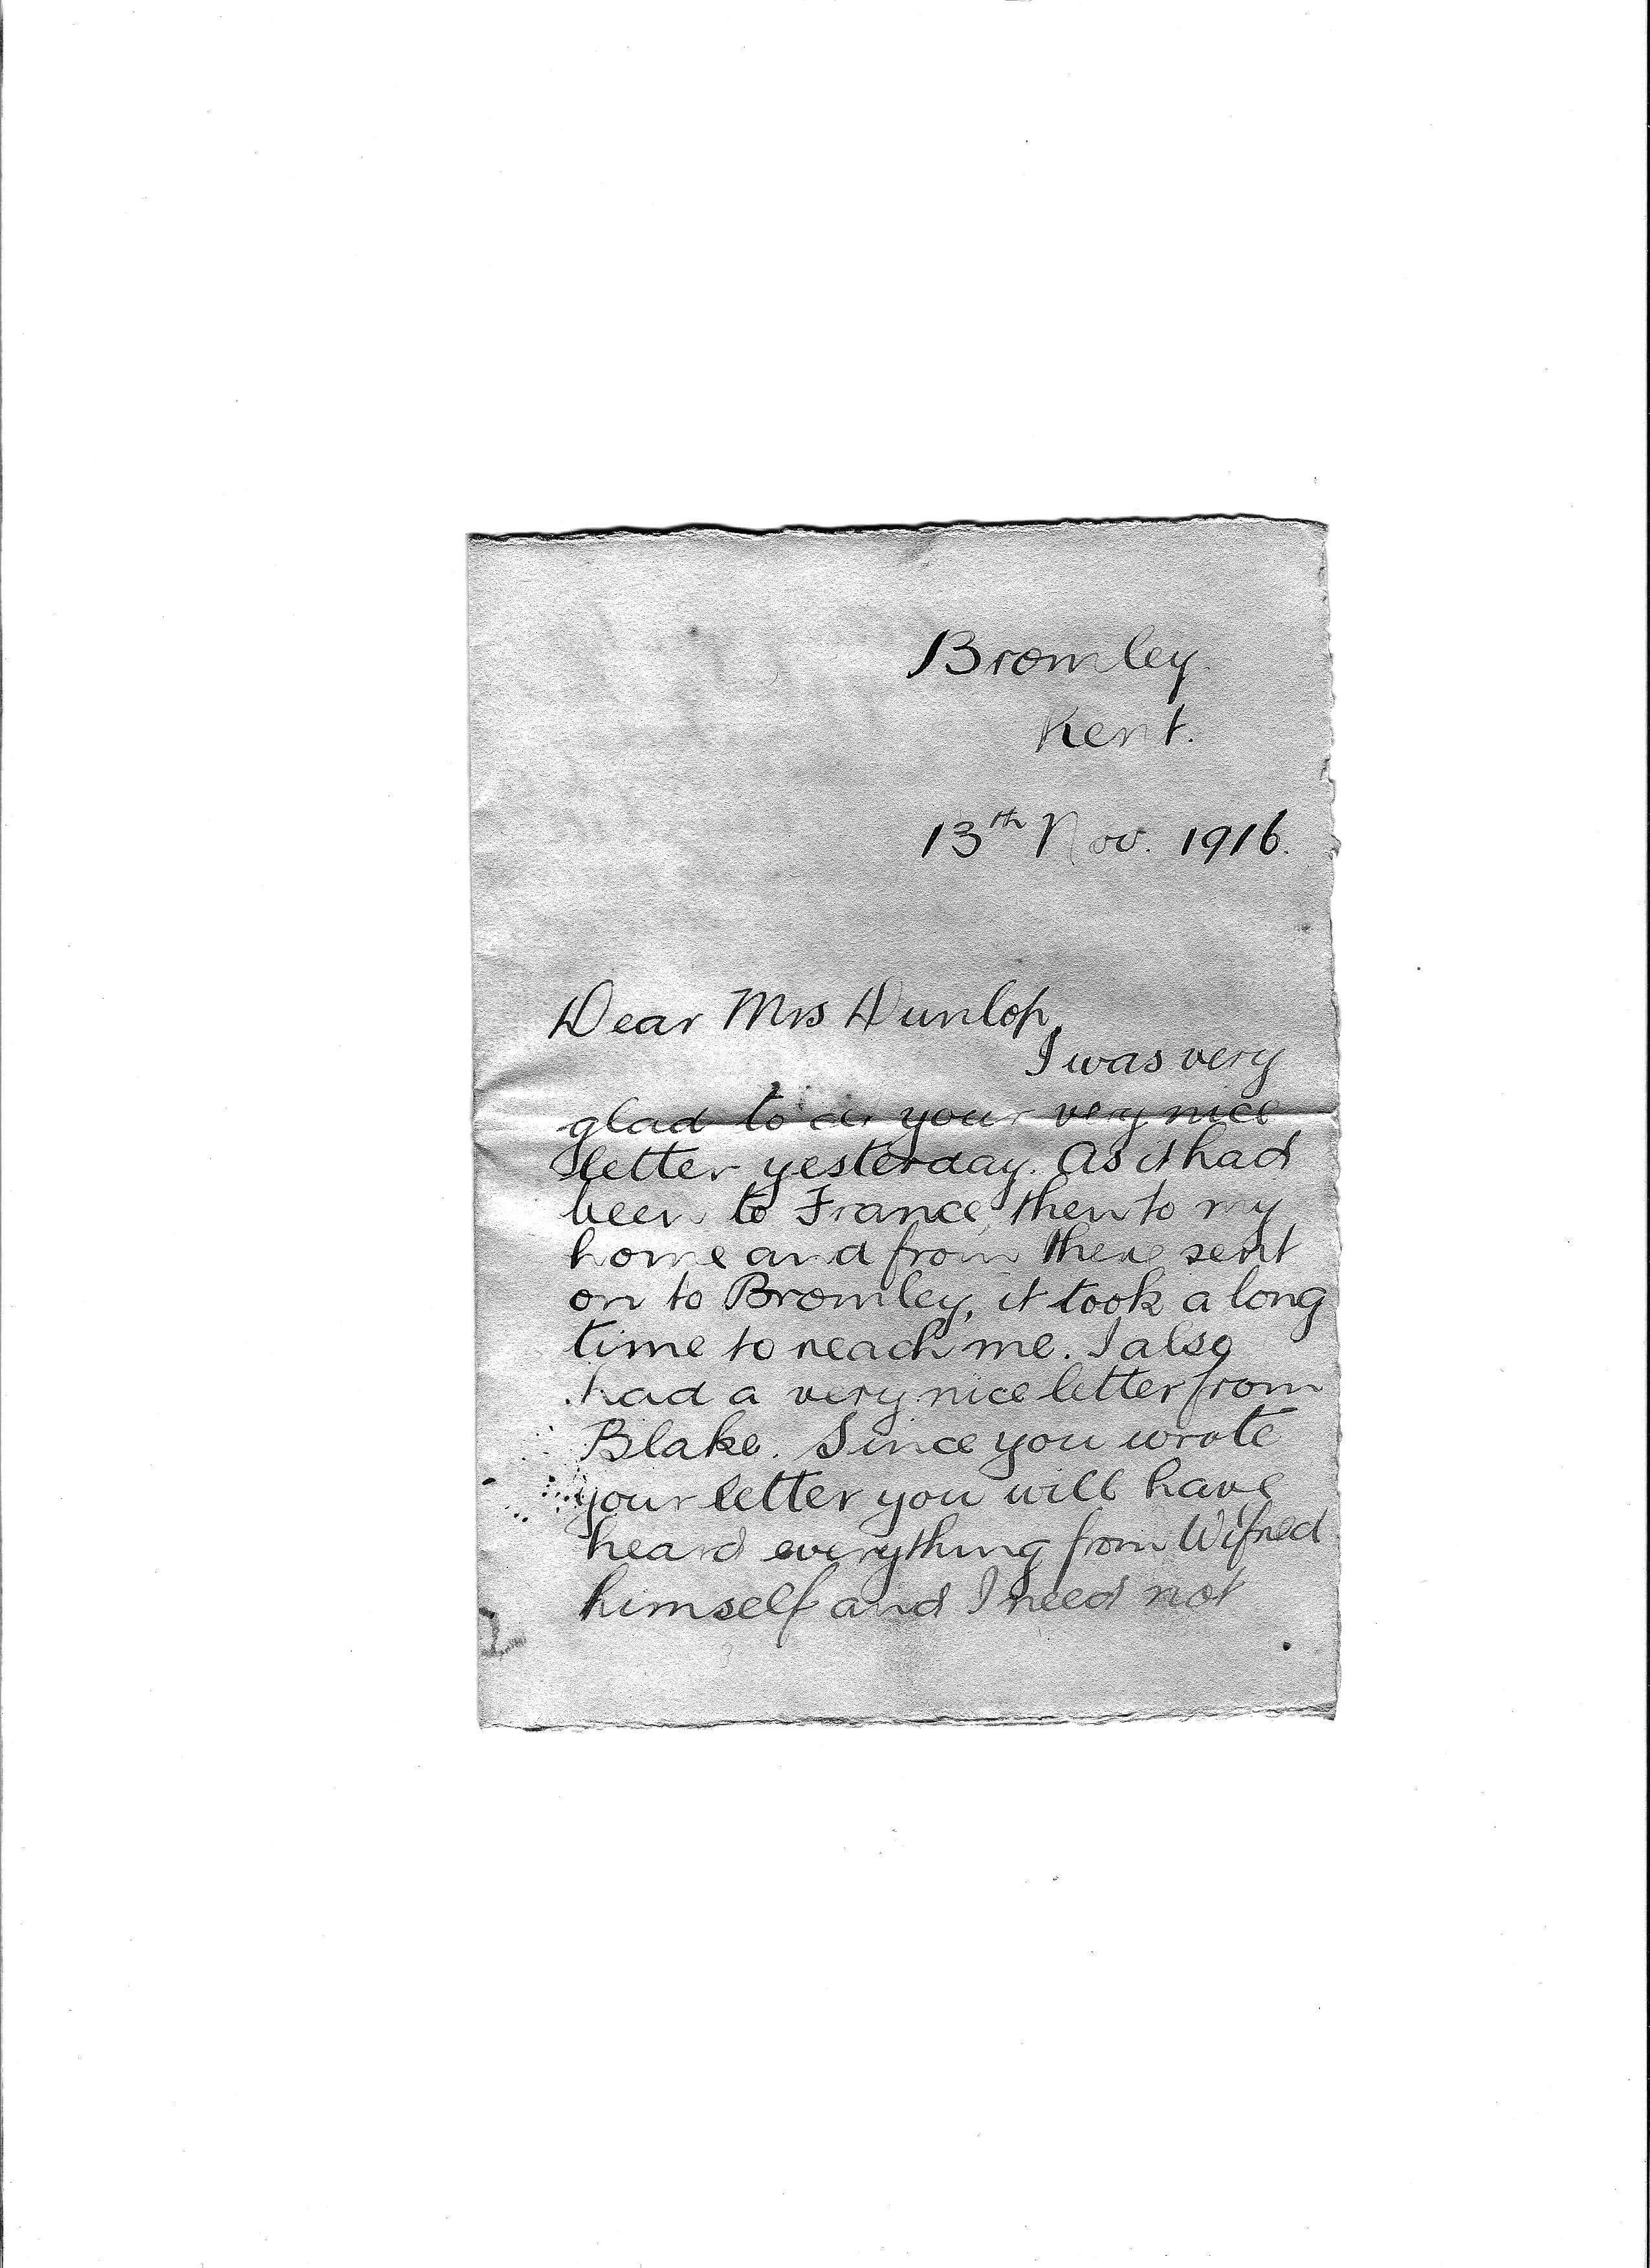 Bromley
Kent.
13th Nov. 1916.
Dear Mrs Dunlop,
I was very
glad to your very nice
letter yesterday. As it had
been to France then to my
home and from there sent
on to Bromley, it took a long
time to reach me. I also
had a very nice letter from
Blake. Since you wrote
your letter you will have
heard everything from Wifred
himself and I need not